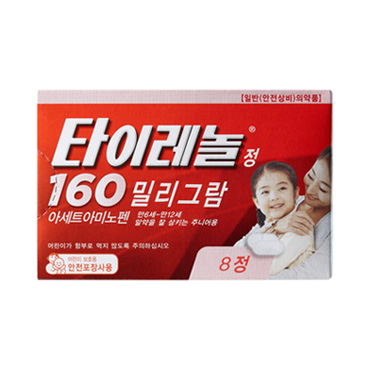 [일반(안전상비)의약품]
타이레놀®정
160 밀리그람
아세트아미노펜
만6세~만12세
알약을 잘 삼키는 주니어용
어린이가 함부로 먹지 않도록 주의하십시오
어린이 보호용
안전포장사용
8정